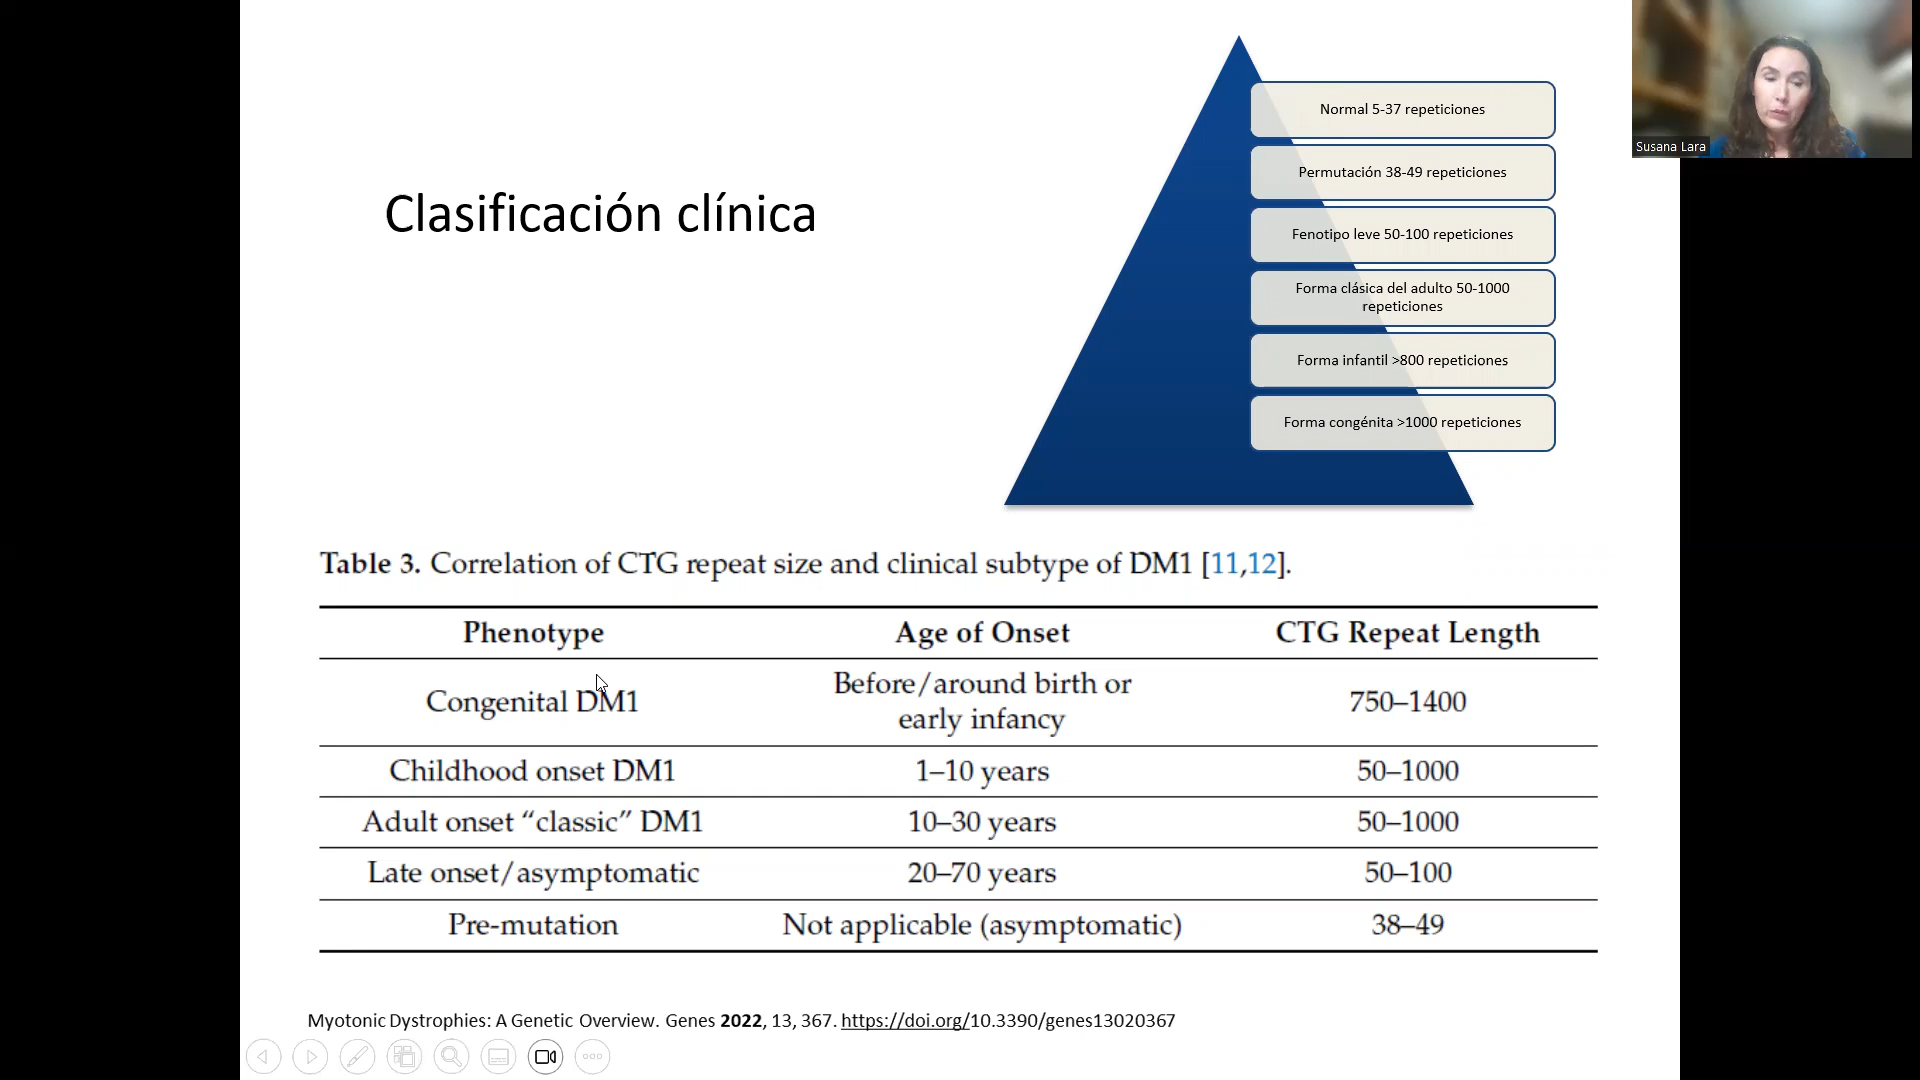 Clasificación clínica
Normal 5-37 repeticiones
Permutación 38-49 repeticiones
Fenotipo leve 50-100 repeticiones
Forma clásica del adulto 50-1000
repeticiones
Forma infantil >800 repeticiones
Forma congénita >1000 repeticiones
Susana Lara
Table 3. Correlation of CTG repeat size and clinical subtype of DM1 [11,12].
Phenotype Age of Onset CTG Repeat Length
Congenital DM1 Before/around birth or early infancy 750–1400
Childhood onset DM1 1–10 years 50–1000
Adult onset “classic” DM1 10–30 years 50–1000
Late onset/asymptomatic 20–70 years 50–100
Pre-mutation Not applicable (asymptomatic) 38–49
Myotonic Dystrophies: A Genetic Overview. Genes 2022, 13, 367. https://doi.org/10.3390/genes13020367